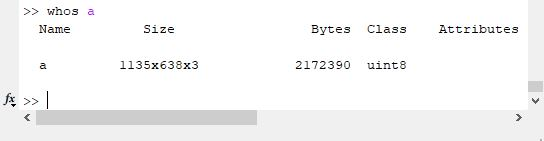 >> whos a
Name Size Bytes Class Attributes
a 1135x638x3 2172390 uint8
fx >>